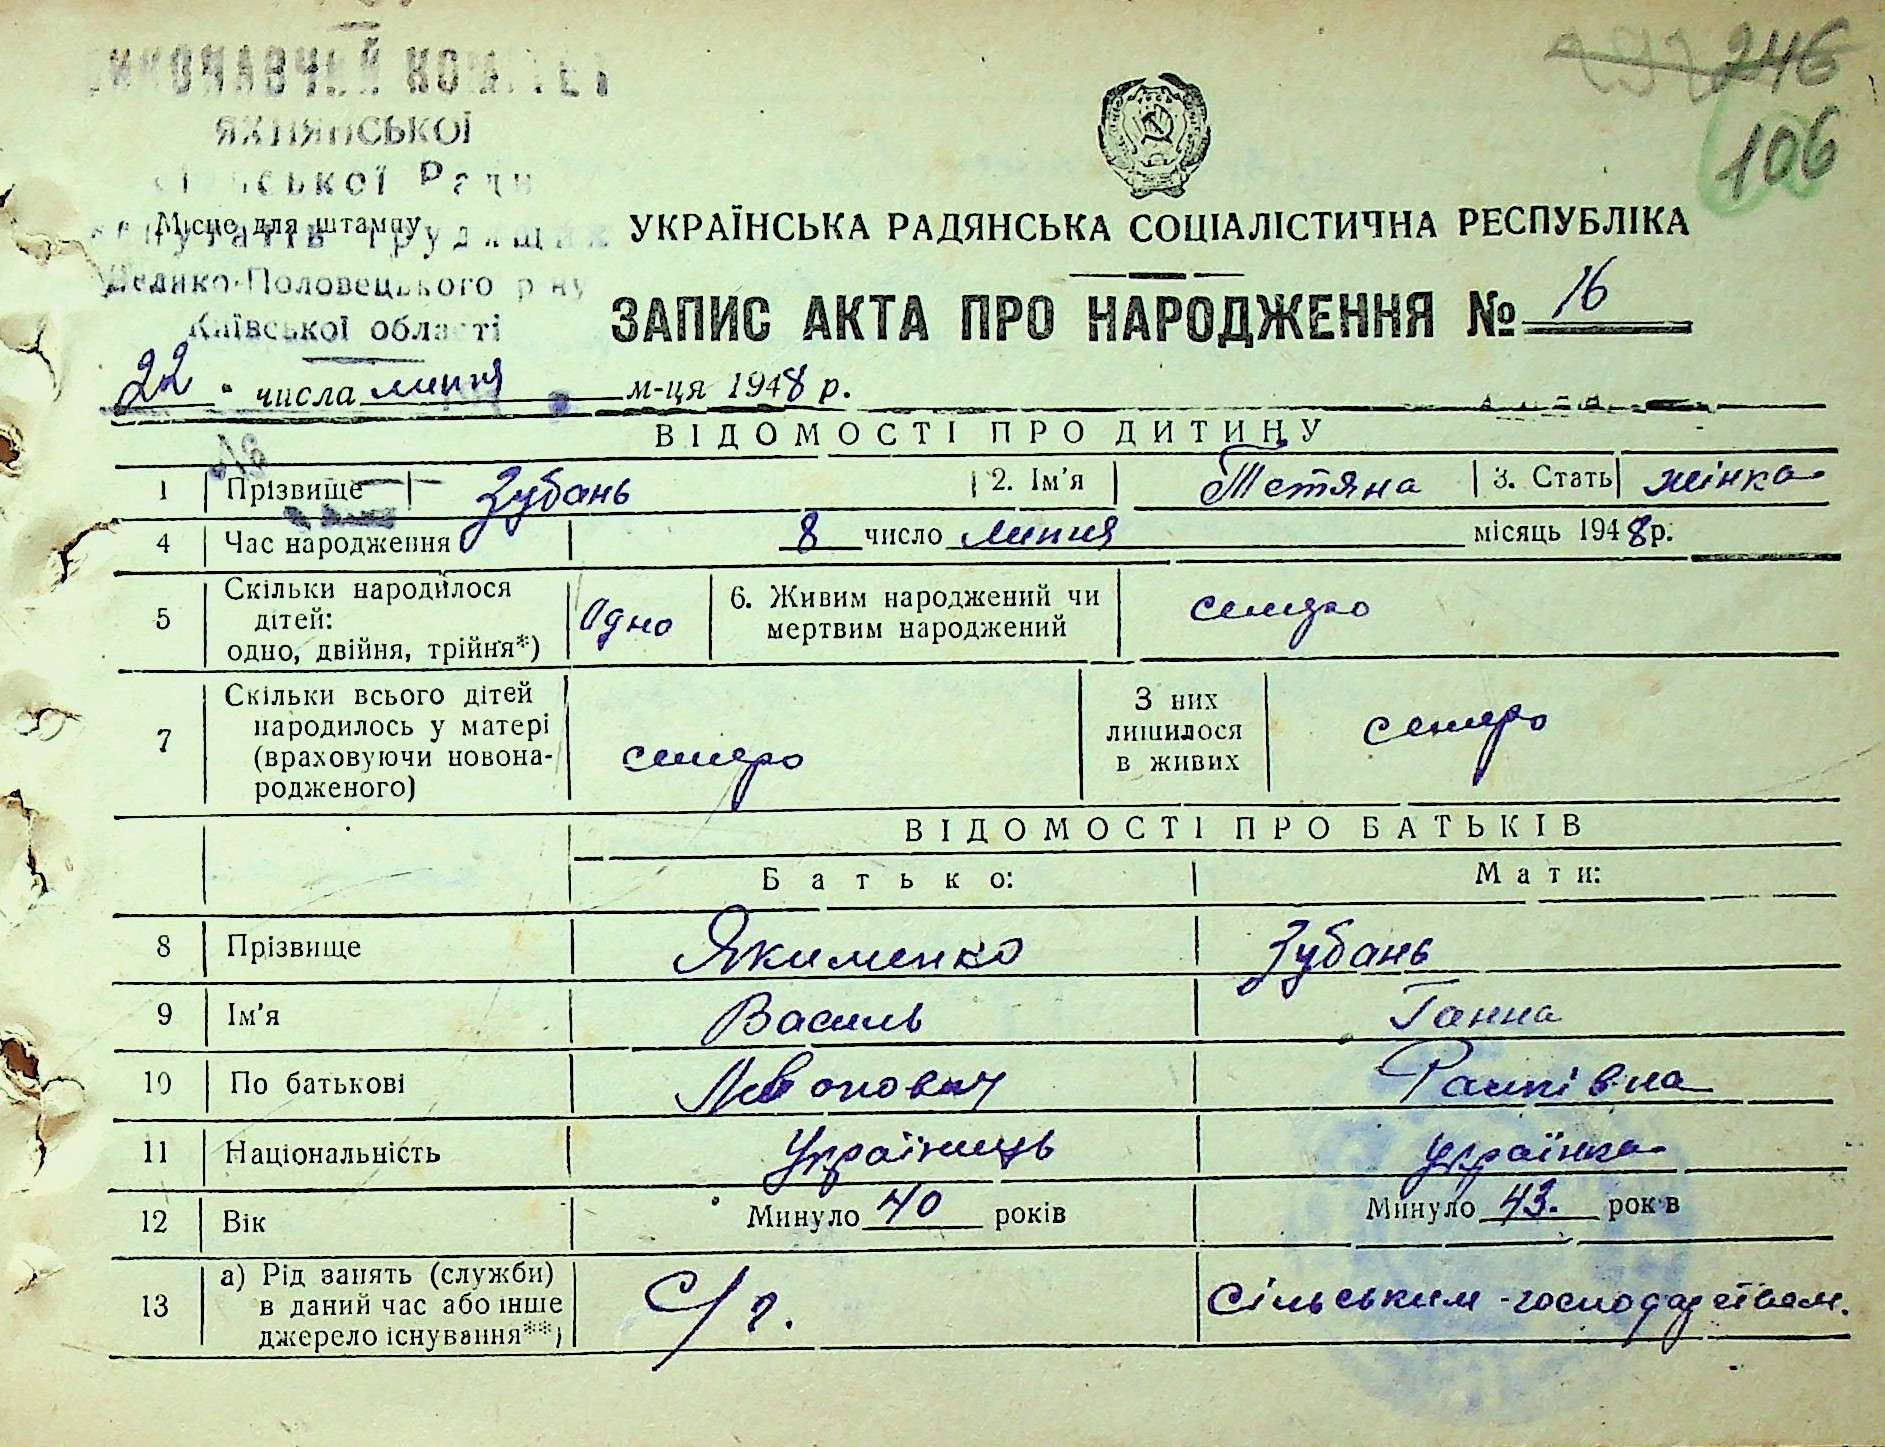 ВИКОНАВЧИЙ КОМІТЕТ
ЯХНЯНСЬКОЇ
сільської Ради
депутатів трудящих
Місце для штампу
Велико-Половецького р-ну
Київської області
246
106
УКРАЇНСЬКА РАДЯНСЬКА СОЦІАЛІСТИЧНА РЕСПУБЛІКА
ЗАПИС АКТА ПРО НАРОДЖЕННЯ № 16
22 числа липня м-ця 1948 р.
ВІДОМОСТІ ПРО ДИТИНУ
1 Прізвище Зубань 2. Ім'я Тетяна 3. Стать жінка
4 Час народження 8 число липня місяць 1948 р.
5 Скільки народилося
дітей:
одно, двійня, трійня*) Одно 6. Живим народжений чи
мертвим народжений
7 Скільки всього дітей
народилось у матері
(враховуючи новона-
родженого) семеро З них
лишилося
в живих семеро
ВІДОМОСТІ ПРО БАТЬКІВ
Батько: Мати:
8 Прізвище Якименко Зубань
9 Ім'я Василь Ганна
10 По батькові
11 Національність Українець українка
12 Вік Минуло 40 років Минуло 43. років
13 а) Рід занять (служби)
в даний час або інше
джерело існування**) Сільським-господарством.